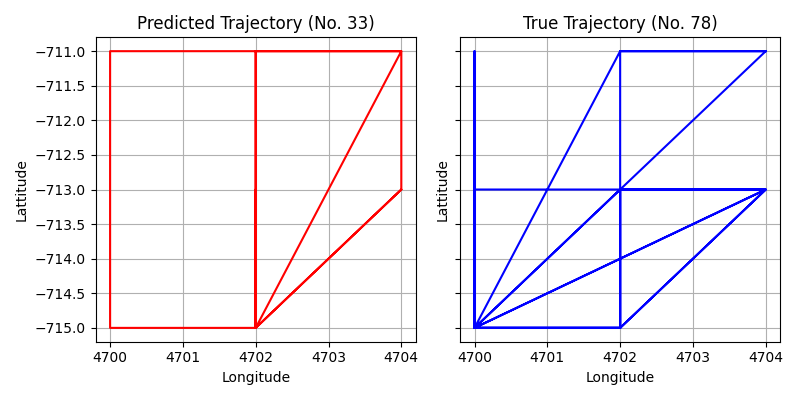 Predicted Trajectory (No. 33)
True Trajectory (No. 78)
Lattitude
−711.0
−711.5
−712.0
−712.5
−713.0
−713.5
−714.0
−714.5
−715.0
4700 4701 4702 4703 4704
Longitude
Lattitude
4700 4701 4702 4703 4704
Longitude